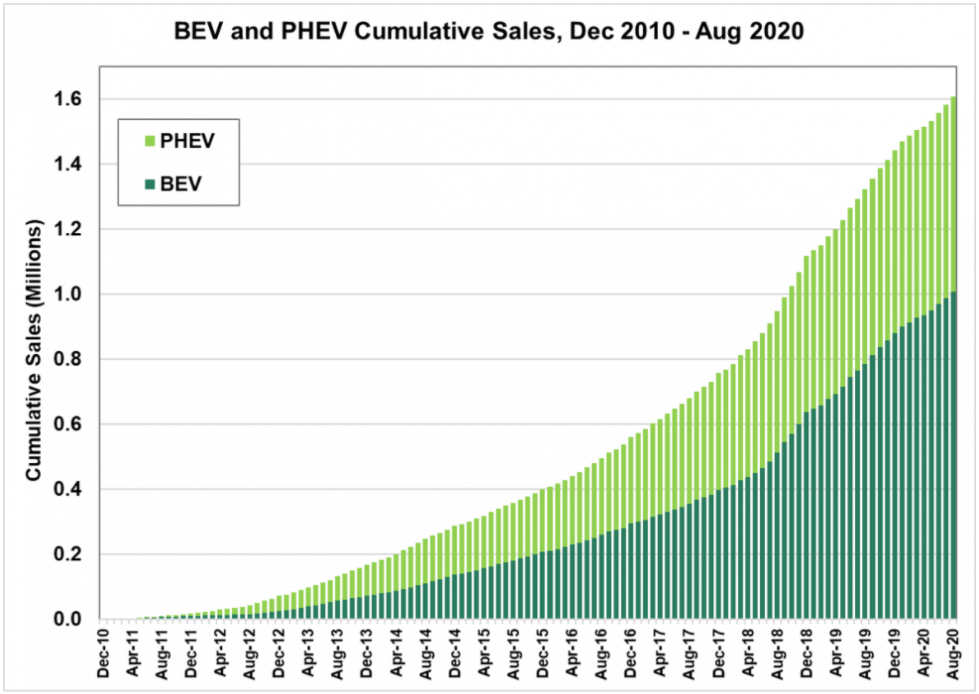 BEV and PHEV Cumulative Sales, Dec 2010 - Aug 2020
Cumulative Sales (Millions)
1.6
1.4
1.2
1.0
0.8
0.6
0.4
0.2
0.0
PHEV
BEV
Dec-10
Apr-11
Aug-11
Dec-11
Apr-12
Aug-12
Dec-12
Apr-13
Aug-13
Dec-13
Apr-14
Aug-14
Dec-14
Apr-15
Aug-15
Dec-15
Apr-16
Aug-16
Dec-16
Apr-17
Aug-17
Dec-17
Apr-18
Aug-18
Dec-18
Apr-19
Aug-19
Dec-19
Apr-20
Aug-20